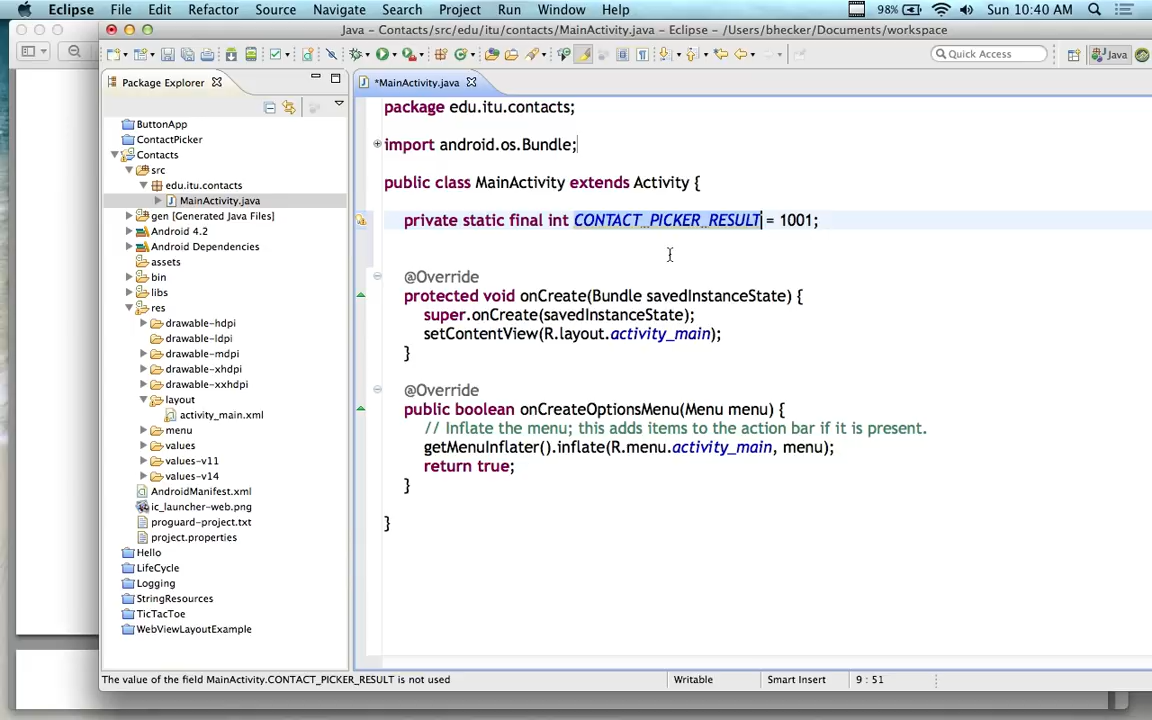 Eclipse File Edit Refactor Source Navigate Search Project Run Window Help 98% Sun 10:40 AM
Java - Contacts/src/edu/itu/contacts/MainActivity.java - Eclipse - /Users/bhecker/Documents/workspace
Quick Access Java
Package Explorer
*MainActivity.java
ButtonApp
ContactPicker
Contacts
src
edu.itu.contacts
MainActivity.java
gen [Generated Java Files]
Android 4.2
Android Dependencies
assets
bin
libs
res
drawable-hdpi
drawable-ldpi
drawable-mdpi
drawable-xhdpi
drawable-xxhdpi
layout
activity_main.xml
menu
values
values-v11
values-v14
AndroidManifest.xml
ic_launcher-web.png
proguard-project.txt
project.properties
Hello
LifeCycle
Logging
StringResources
TicTacToe
WebViewLayoutExample
package edu.itu.contacts;
import android.os.Bundle;
public class MainActivity extends Activity {
private static final int CONTACT_PICKER_RESULT = 1001;
@Override
protected void onCreate(Bundle savedInstanceState) {
super.onCreate(savedInstanceState);
setContentView(R.layout.activity_main);
}
@Override
public boolean onCreateOptionsMenu(Menu menu) {
// Inflate the menu; this adds items to the action bar if it is present.
getMenuInflater().inflate(R.menu.activity_main, menu);
return true;
}
}
The value of the field MainActivity.CONTACT_PICKER_RESULT is not used Writable Smart Insert 9 : 51